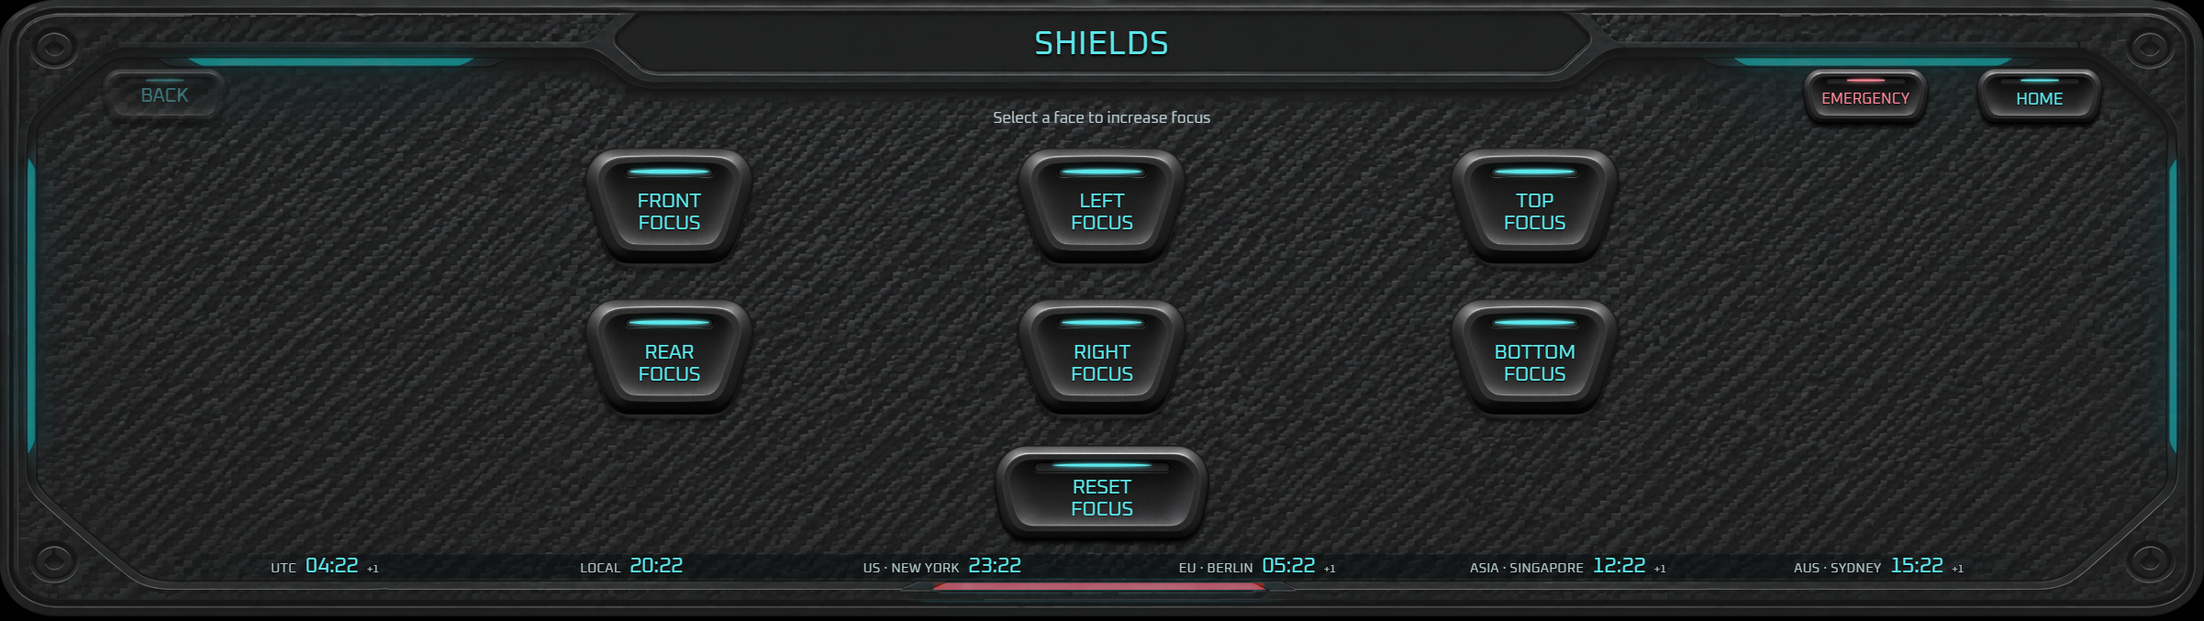 SHIELDS
BACK
EMERGENCY
HOME
Select a face to increase focus
FRONT
FOCUS
LEFT
FOCUS
TOP
FOCUS
REAR
FOCUS
RIGHT
FOCUS
BOTTOM
FOCUS
RESET
FOCUS
UTC 04:22 +1
LOCAL 20:22
US · NEW YORK 23:22
EU · BERLIN 05:22 +1
ASIA · SINGAPORE 12:22 +1
AUS · SYDNEY 15:22 +1